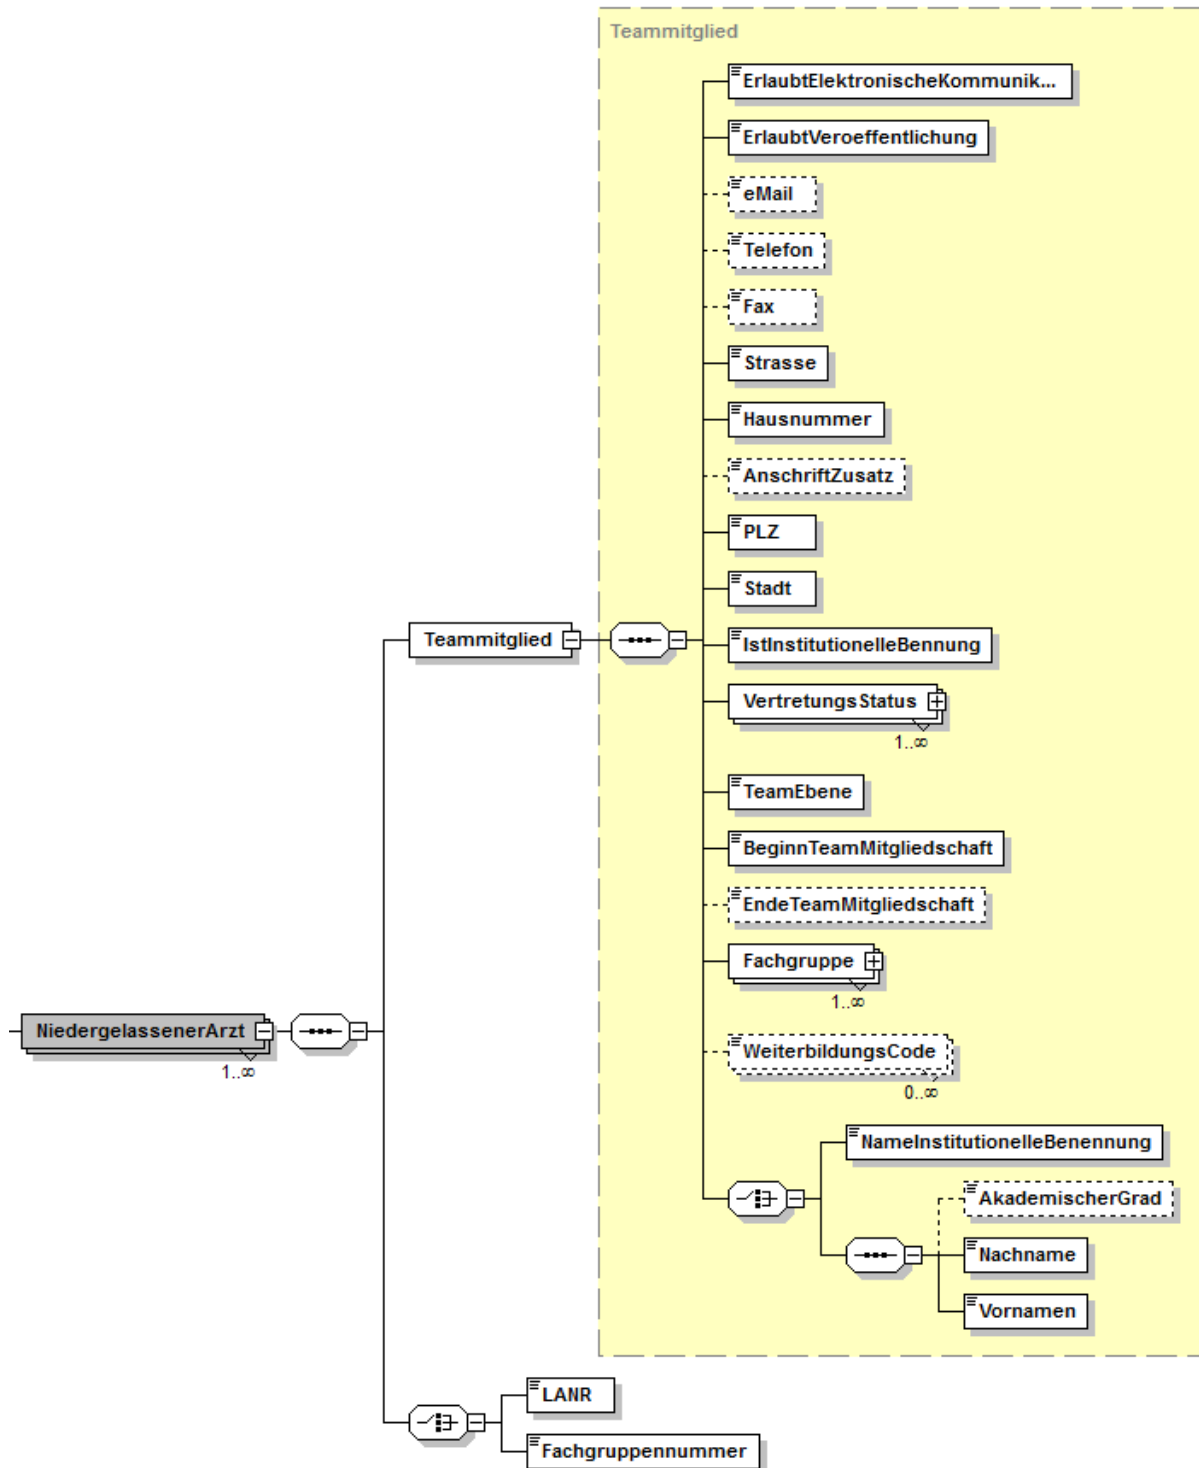 Teammitglied
ErlaubtElektronischeKommunik...
ErlaubtVeroeffentlichung
eMail
Telefon
Fax
Strasse
Hausnummer
AnschriftZusatz
PLZ
Stadt
Teammitglied
IstInstitutionelleBennung
VertretungsStatus
1..∞
TeamEbene
BeginnTeamMitgliedschaft
EndeTeamMitgliedschaft
Fachgruppe
1..∞
NiedergelassenerArzt
1..∞
WeiterbildungsCode
0..∞
NameInstitutionelleBenennung
AkademischerGrad
Nachname
Vornamen
LANR
Fachgruppennummer